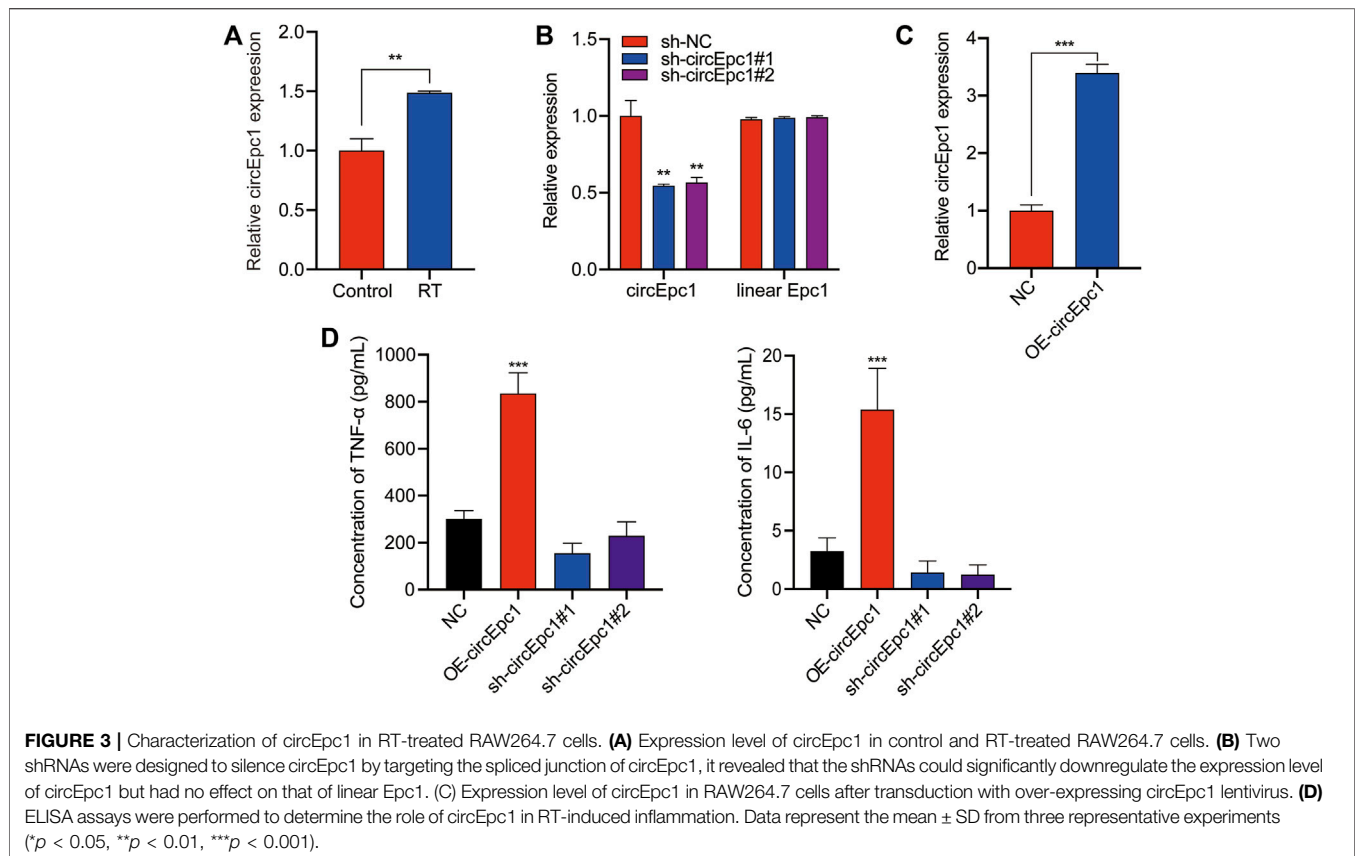 A
Relative circEpc1 expreesion
2.0
1.5
1.0
0.5
0.0
**
Control RT
B
Relative expression
1.5
1.0
0.5
0.0
sh-NC
sh-circEpc1#1
sh-circEpc1#2
** **
circEpc1 linear Epc1
C
Relative circEpc1 expression
4
3
2
1
0
***
NC
OE-circEpc1
D
Concentration of TNF-α (pg/mL)
1000
800
600
400
200
0
***
NC
OE-circEpc1
sh-circEpc1#1
sh-circEpc1#2
Concentration of IL-6 (pg/mL)
20
15
10
5
0
***
NC
OE-circEpc1
sh-circEpc1#1
sh-circEpc1#2
FIGURE 3 | Characterization of circEpc1 in RT-treated RAW264.7 cells. (A) Expression level of circEpc1 in control and RT-treated RAW264.7 cells. (B) Two
shRNAs were designed to silence circEpc1 by targeting the spliced junction of circEpc1, it revealed that the shRNAs could significantly downregulate the expression level
of circEpc1 but had no effect on that of linear Epc1. (C) Expression level of circEpc1 in RAW264.7 cells after transduction with over-expressing circEpc1 lentivirus. (D)
ELISA assays were performed to determine the role of circEpc1 in RT-induced inflammation. Data represent the mean ± SD from three representative experiments
(*p < 0.05, **p < 0.01, ***p < 0.001).